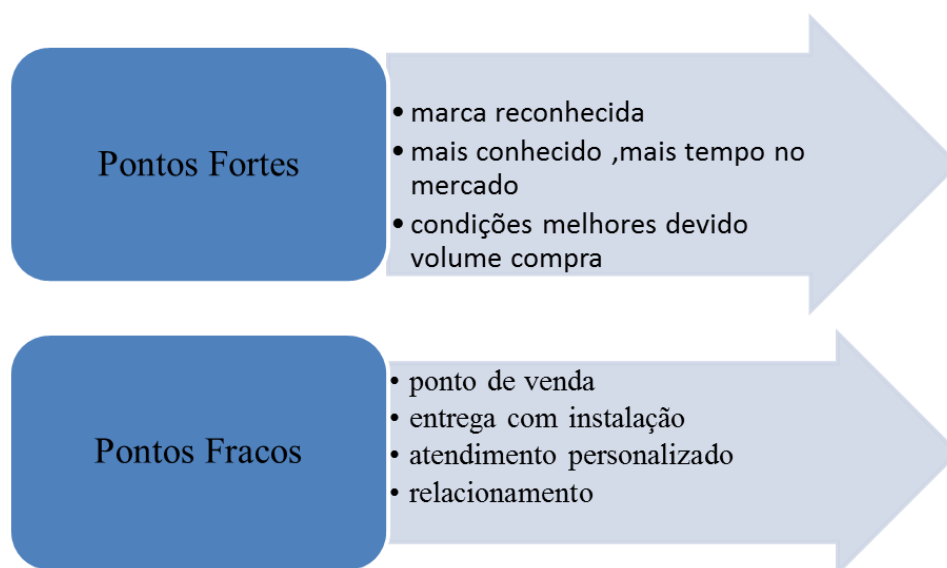 Pontos Fortes
• marca reconhecida
• mais conhecido ,mais tempo no
mercado
• condições melhores devido
volume compra
Pontos Fracos
• ponto de venda
• entrega com instalação
• atendimento personalizado
• relacionamento